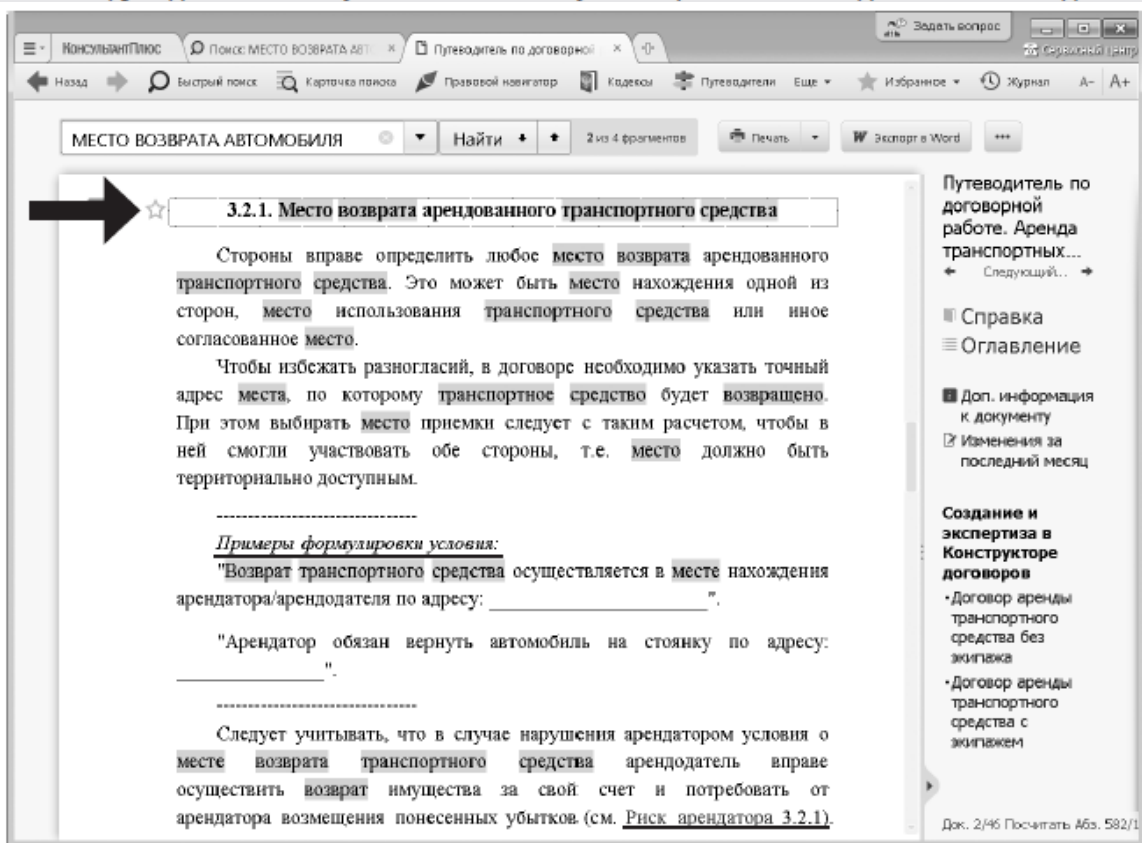 Задать вопрос
КонсультантПлюс
Поиск: МЕСТО ВОЗВРАТА АВТ
Путеводитель по договорной
Сервисный центр
Назад
Быстрый поиск
Карточка поиска
Правовой навигатор
Кодексы
Путеводители
Еще
Избранное
Журнал
А- А+
МЕСТО ВОЗВРАТА АВТОМОБИЛЯ
Найти
2 из 4 фрагментов
Печать
Экспорт в Word
3.2.1. Место возврата арендованного транспортного средства
Стороны вправе определить любое место возврата арендованного
транспортного средства. Это может быть место нахождения одной из
сторон, место использования транспортного средства или иное
согласованное место.
Чтобы избежать разногласий, в договоре необходимо указать точный
адрес места, по которому транспортное средство будет возвращено.
При этом выбирать место приемки следует с таким расчетом, чтобы в
ней смогли участвовать обе стороны, т.е. место должно быть
территориально доступным.
--------------------------------
Примеры формулировки условия:
"Возврат транспортного средства осуществляется в месте нахождения
арендатора/арендодателя по адресу: ______________________".
"Арендатор обязан вернуть автомобиль на стоянку по адресу:
_______________".
--------------------------------
Следует учитывать, что в случае нарушения арендатором условия о
месте возврата транспортного средства арендодатель вправе
осуществить возврат имущества за свой счет и потребовать от
арендатора возмещения понесенных убытков (см. Риск арендатора 3.2.1).
Путеводитель по
договорной
работе. Аренда
транспортных...
Следующий...
Справка
Оглавление
Доп. информация
к документу
Изменения за
последний месяц
Создание и
экспертиза в
Конструкторе
договоров
•Договор аренды
транспортного
средства без
экипажа
•Договор аренды
транспортного
средства с
экипажем
Док. 2/46 Посчитать Абз. 582/1